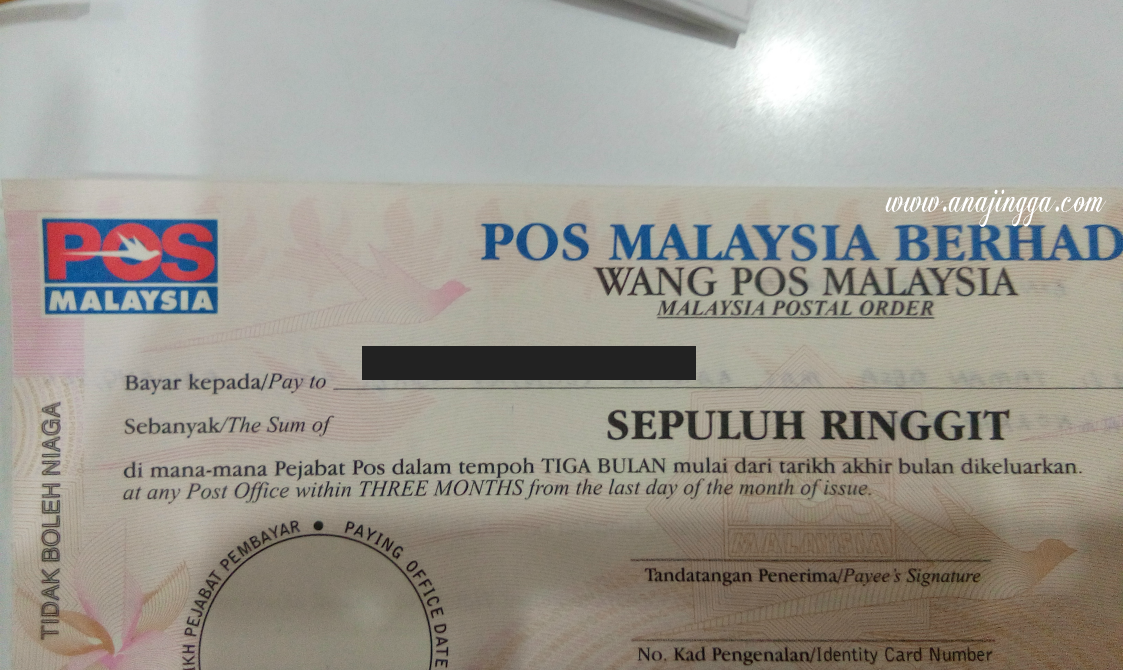 www.anajingga.com
POS
MALAYSIA
POS MALAYSIA BERHAD
WANG POS MALAYSIA
MALAYSIA POSTAL ORDER
Bayar kepada/Pay to
Sebanyak/The Sum of SEPULUH RINGGIT
di mana-mana Pejabat Pos dalam tempoh TIGA BULAN mulai dari tarikh akhir bulan dikeluarkan.
at any Post Office within THREE MONTHS from the last day of the month of issue.
TIDAK BOLEH NIAGA
PEJABAT PEMBAYAR • PAYING OFFICE DATE
Tandatangan Penerima/Payee's Signature
No. Kad Pengenalan/Identity Card Number